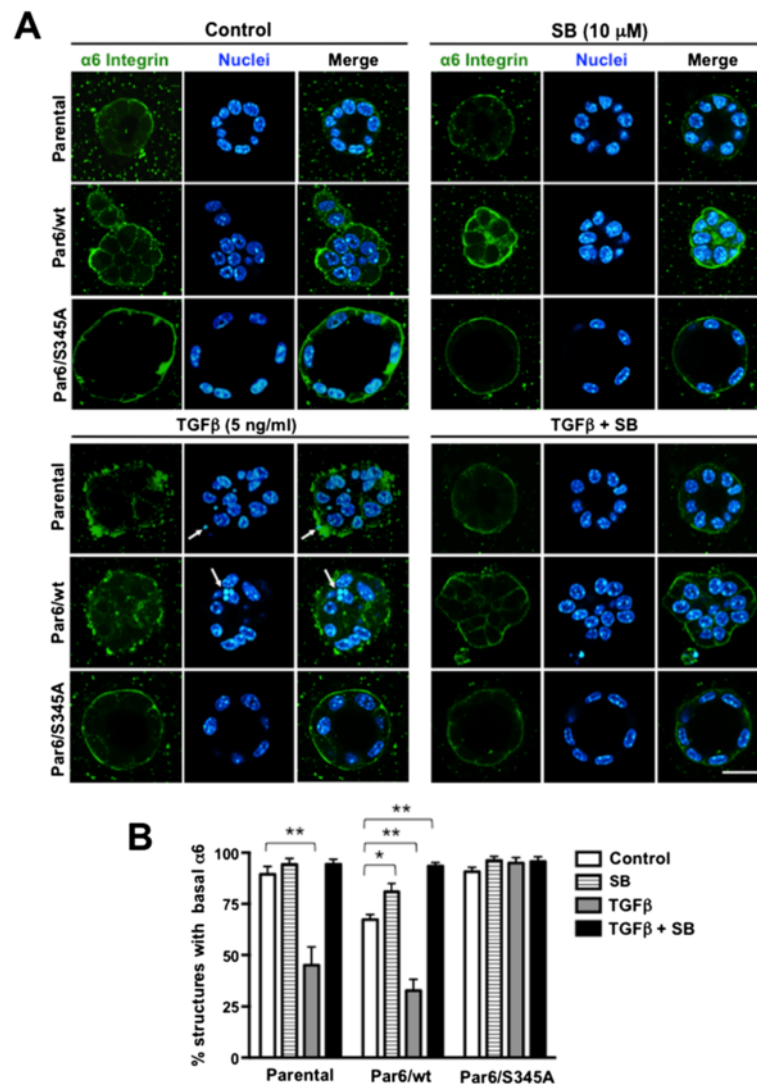 A
Control
SB (10 μM)
α6 Integrin Nuclei Merge
α6 Integrin Nuclei Merge
Parental
Par6/wt
Par6/S345A
TGFβ (5 ng/ml)
TGFβ + SB
Parental
Par6/wt
Par6/S345A
B
% structures with basal α6
100
75
50
25
0
**
**
**
*
Parental Par6/wt Par6/S345A
Control
SB
TGFβ
TGFβ + SB